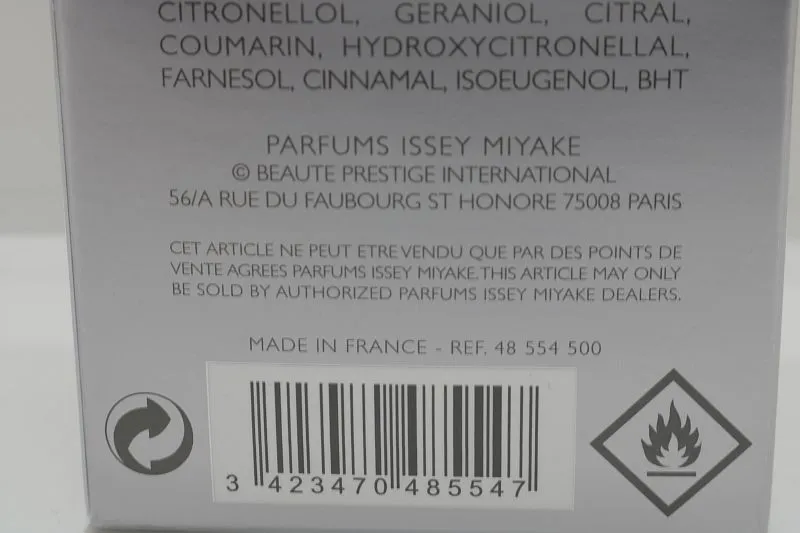 CITRONELLOL, GERANIOL, CITRAL,
COUMARIN, HYDROXYCITRONELLAL,
FARNESOL, CINNAMAL, ISOEUGENOL, BHT
PARFUMS ISSEY MIYAKE
© BEAUTE PRESTIGE INTERNATIONAL
56/A RUE DU FAUBOURG ST HONORE 75008 PARIS
CET ARTICLE NE PEUT ETRE VENDU QUE PAR DES POINTS DE
VENTE AGREES PARFUMS ISSEY MIYAKE. THIS ARTICLE MAY ONLY
BE SOLD BY AUTHORIZED PARFUMS ISSEY MIYAKE DEALERS.
MADE IN FRANCE - REF. 48 554 500
3 423470 485547